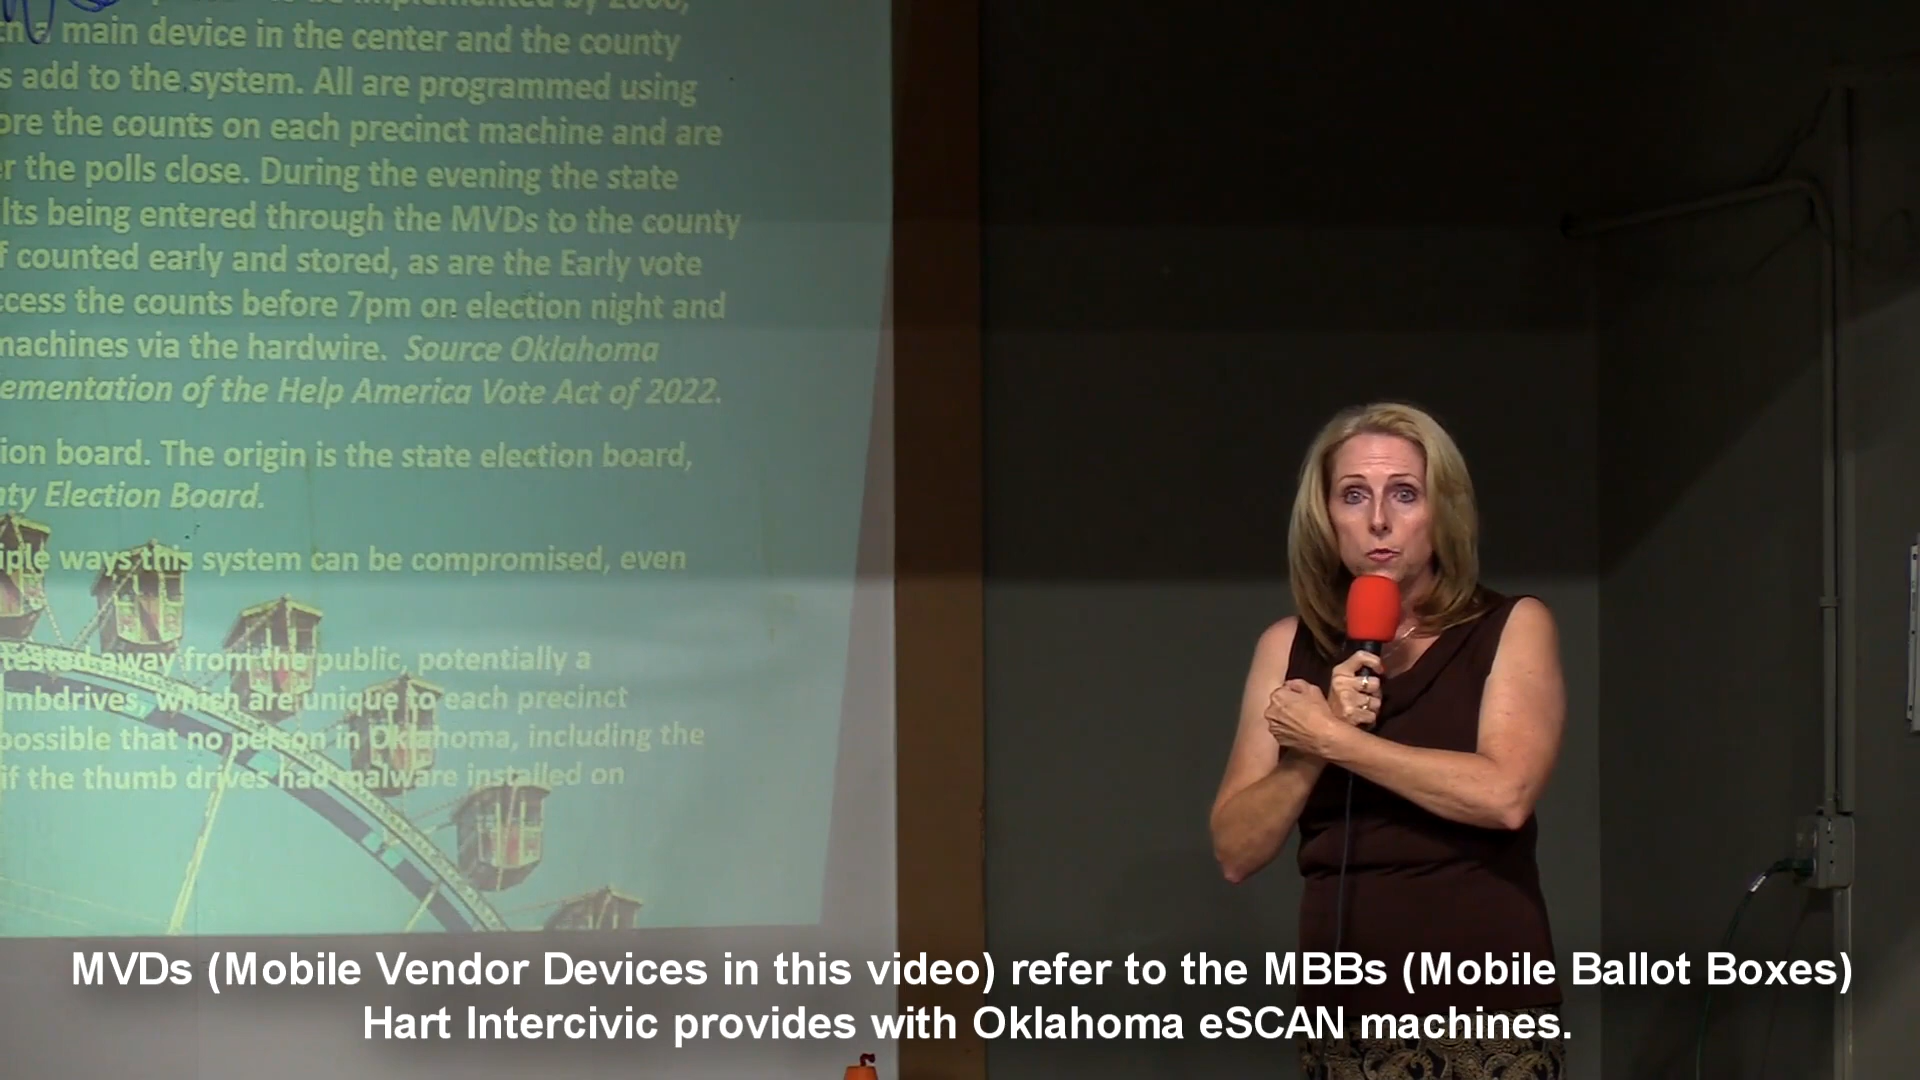 to be implemented by 2006,
a main device in the center and the county
s add to the system. All are programmed using
ore the counts on each precinct machine and are
r the polls close. During the evening the state
lts being entered through the MVDs to the county
f counted early and stored, as are the Early vote
ccess the counts before 7pm on election night and
machines via the hardwire. Source Oklahoma
ementation of the Help America Vote Act of 2022.
ion board. The origin is the state election board,
nty Election Board.
iple ways this system can be compromised, even
tested away from the public, potentially a
mbdrives, which are unique to each precinct
possible that no person in Oklahoma, including the
if the thumb drives had malware installed on
MVDs (Mobile Vendor Devices in this video) refer to the MBBs (Mobile Ballot Boxes)
Hart Intercivic provides with Oklahoma eSCAN machines.